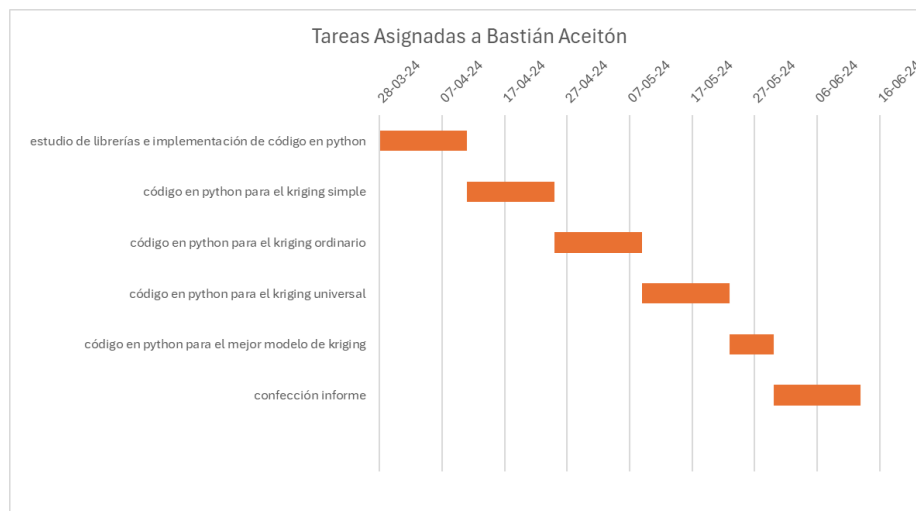 Tareas Asignadas a Bastián Aceitón
28-03-24
07-04-24
17-04-24
27-04-24
07-05-24
17-05-24
27-05-24
06-06-24
16-06-24
estudio de librerías e implementación de código en python
código en python para el kriging simple
código en python para el kriging ordinario
código en python para el kriging universal
código en python para el mejor modelo de kriging
confección informe